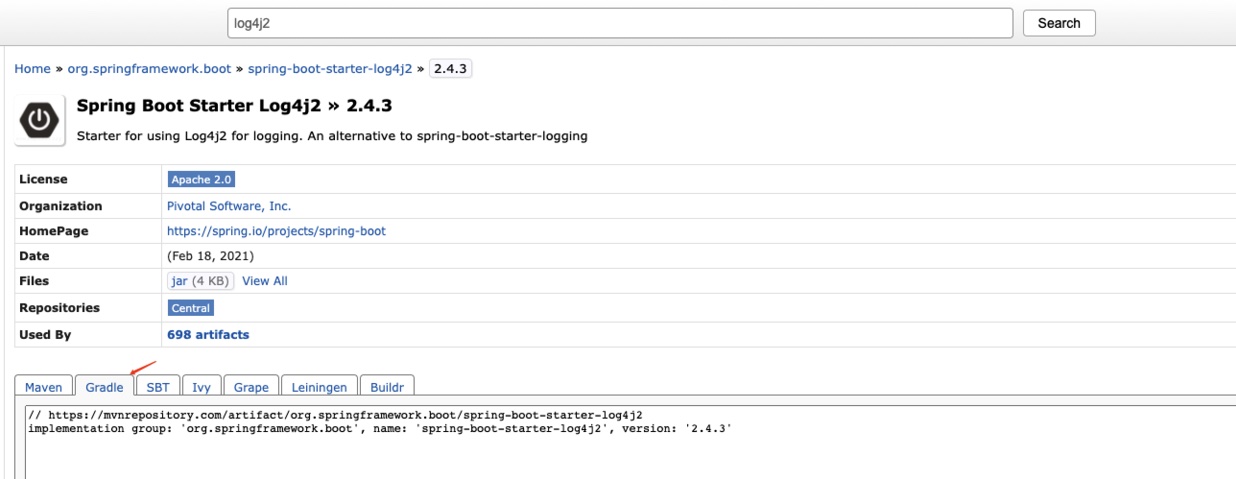 log4j2 Search
Home » org.springframework.boot » spring-boot-starter-log4j2 » 2.4.3
Spring Boot Starter Log4j2 » 2.4.3
Starter for using Log4j2 for logging. An alternative to spring-boot-starter-logging
License Apache 2.0
Organization Pivotal Software, Inc.
HomePage https://spring.io/projects/spring-boot
Date (Feb 18, 2021)
Files jar (4 KB) View All
Repositories Central
Used By 698 artifacts
Maven Gradle SBT Ivy Grape Leiningen Buildr
// https://mvnrepository.com/artifact/org.springframework.boot/spring-boot-starter-log4j2
implementation group: 'org.springframework.boot', name: 'spring-boot-starter-log4j2', version: '2.4.3'